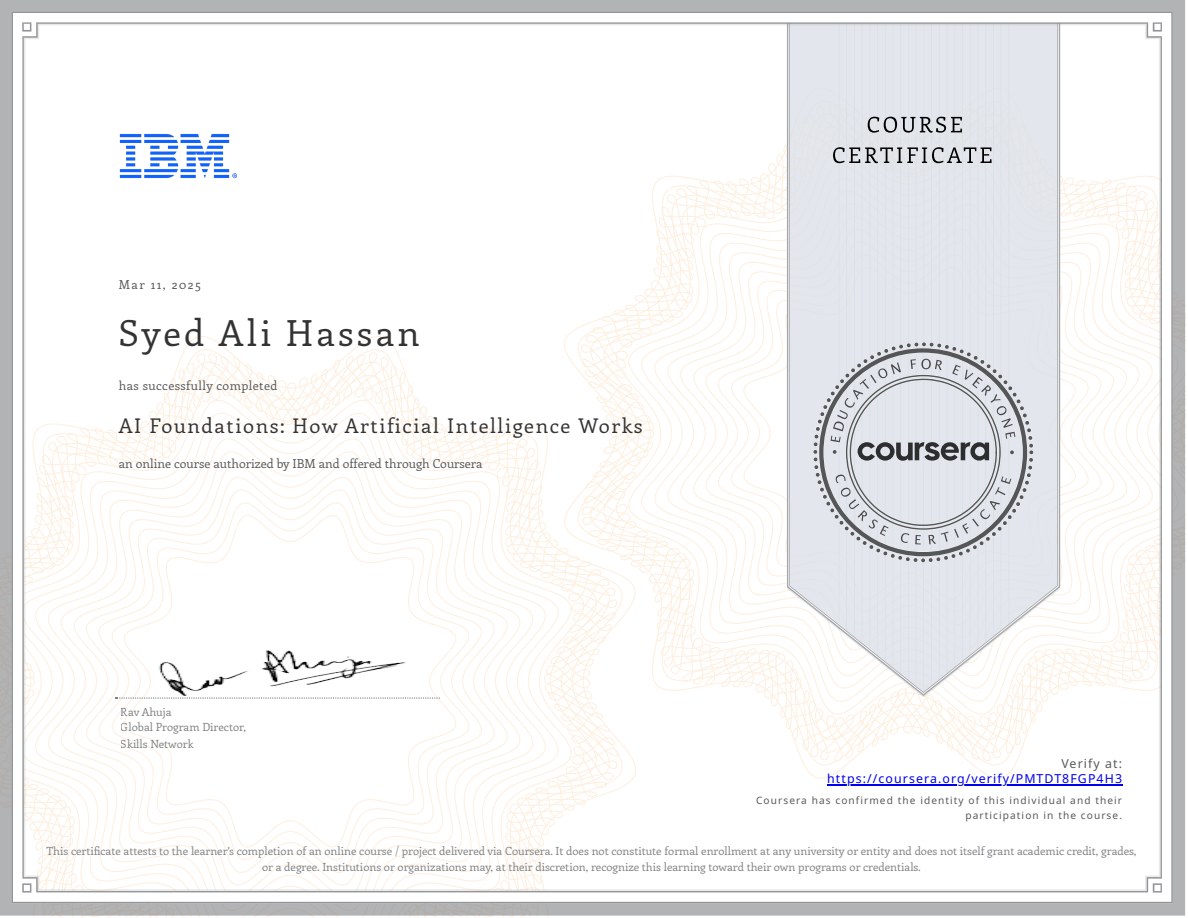 IBM®
COURSE
CERTIFICATE
Mar 11, 2025
Syed Ali Hassan
has successfully completed
AI Foundations: How Artificial Intelligence Works
an online course authorized by IBM and offered through Coursera
EDUCATION FOR EVERYONE
coursera
COURSE CERTIFICATE
Rav Ahuja
Rav Ahuja
Global Program Director,
Skills Network
Verify at:
https://coursera.org/verify/PMTDT8FGP4H3
Coursera has confirmed the identity of this individual and their
participation in the course.
This certificate attests to the learner's completion of an online course / project delivered via Coursera. It does not constitute formal enrollment at any university or entity and does not itself grant academic credit, grades,
or a degree. Institutions or organizations may, at their discretion, recognize this learning toward their own programs or credentials.